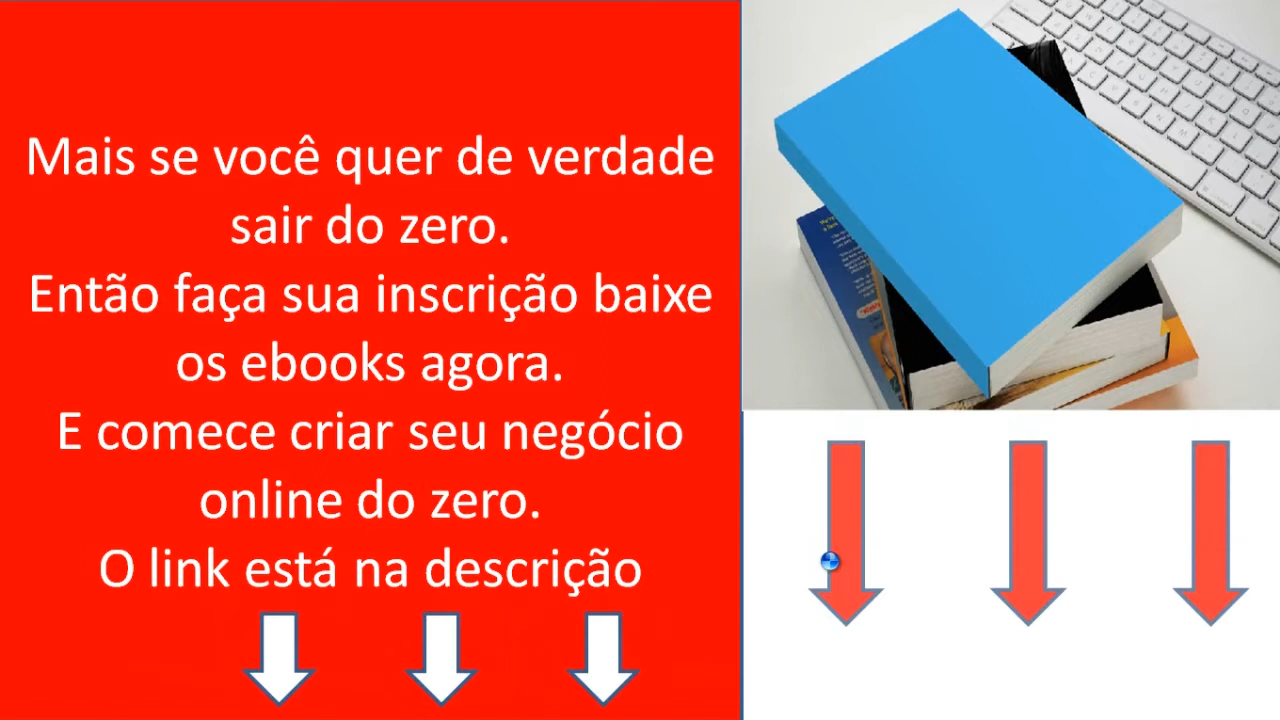 Mais se você quer de verdade
sair do zero.
Então faça sua inscrição baixe
os ebooks agora.
E comece criar seu negócio
online do zero.
O link está na descrição